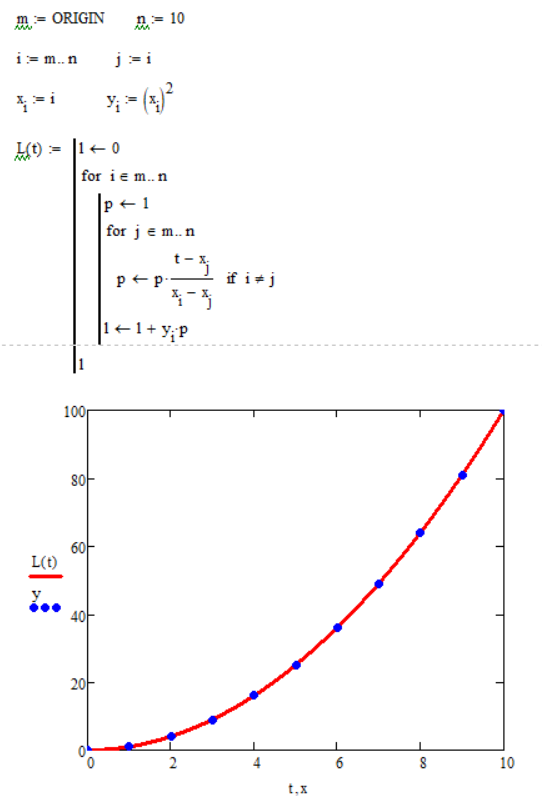 m := ORIGIN n := 10
i := m.. n j := i
x_i := i y_i := (x_i)^2
L(t) := l ← 0
for i ∈ m.. n
p ← 1
for j ∈ m.. n
p ← p·(t − x_j)/(x_i − x_j) if i ≠ j
l ← l + y_i·p
l
100
80
60
L(t)
y
40
20
0
0 2 4 6 8 10
t,x